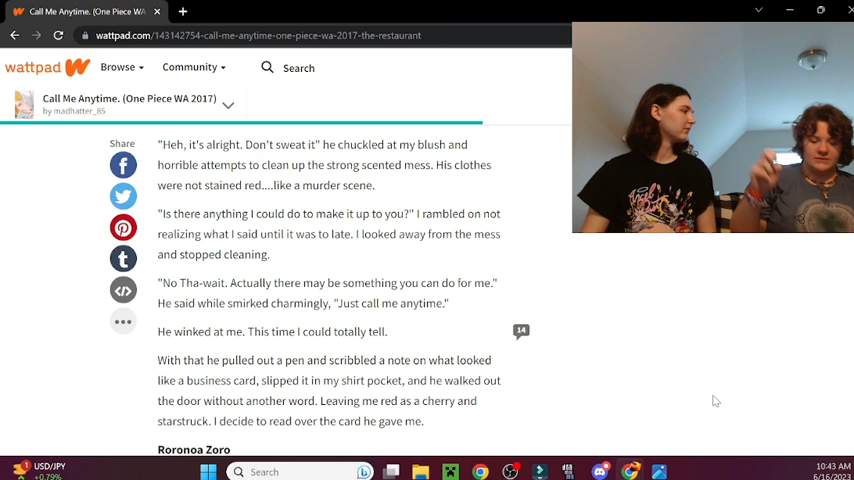 Call Me Anytime. (One Piece WA
wattpad.com/143142754-call-me-anytime-one-piece-wa-2017-the-restaurant
wattpad
Browse
Community
Search
Call Me Anytime. (One Piece WA 2017)
by madhatter_85
Share
"Heh, it's alright. Don't sweat it" he chuckled at my blush and
horrible attempts to clean up the strong scented mess. His clothes
were not stained red....like a murder scene.
"Is there anything I could do to make it up to you?" I rambled on not
realizing what I said until it was to late. I looked away from the mess
and stopped cleaning.
"No Tha-wait. Actually there may be something you can do for me."
He said while smirked charmingly, "Just call me anytime."
He winked at me. This time I could totally tell.
14
With that he pulled out a pen and scribbled a note on what looked
like a business card, slipped it in my shirt pocket, and he walked out
the door without another word. Leaving me red as a cherry and
starstruck. I decide to read over the card he gave me.
Roronoa Zoro
USD/JPY
+0.79%
Search
10:43 AM
6/16/2023